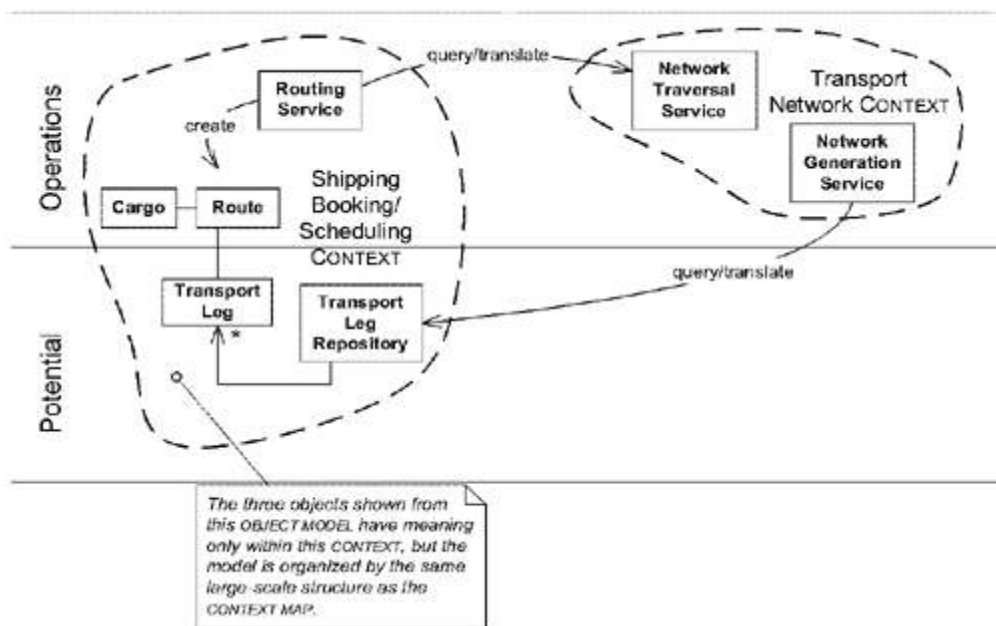 Operations
Potential
query/translate
Routing
Service
create
Cargo
Route
Shipping
Booking/
Scheduling
CONTEXT
Network
Traversal
Service
Transport
Network CONTEXT
Network
Generation
Service
query/translate
Transport
Leg
*
Transport
Leg
Repository
The three objects shown from
this OBJECT MODEL have meaning
only within this CONTEXT, but the
model is organized by the same
large-scale structure as the
CONTEXT MAP.